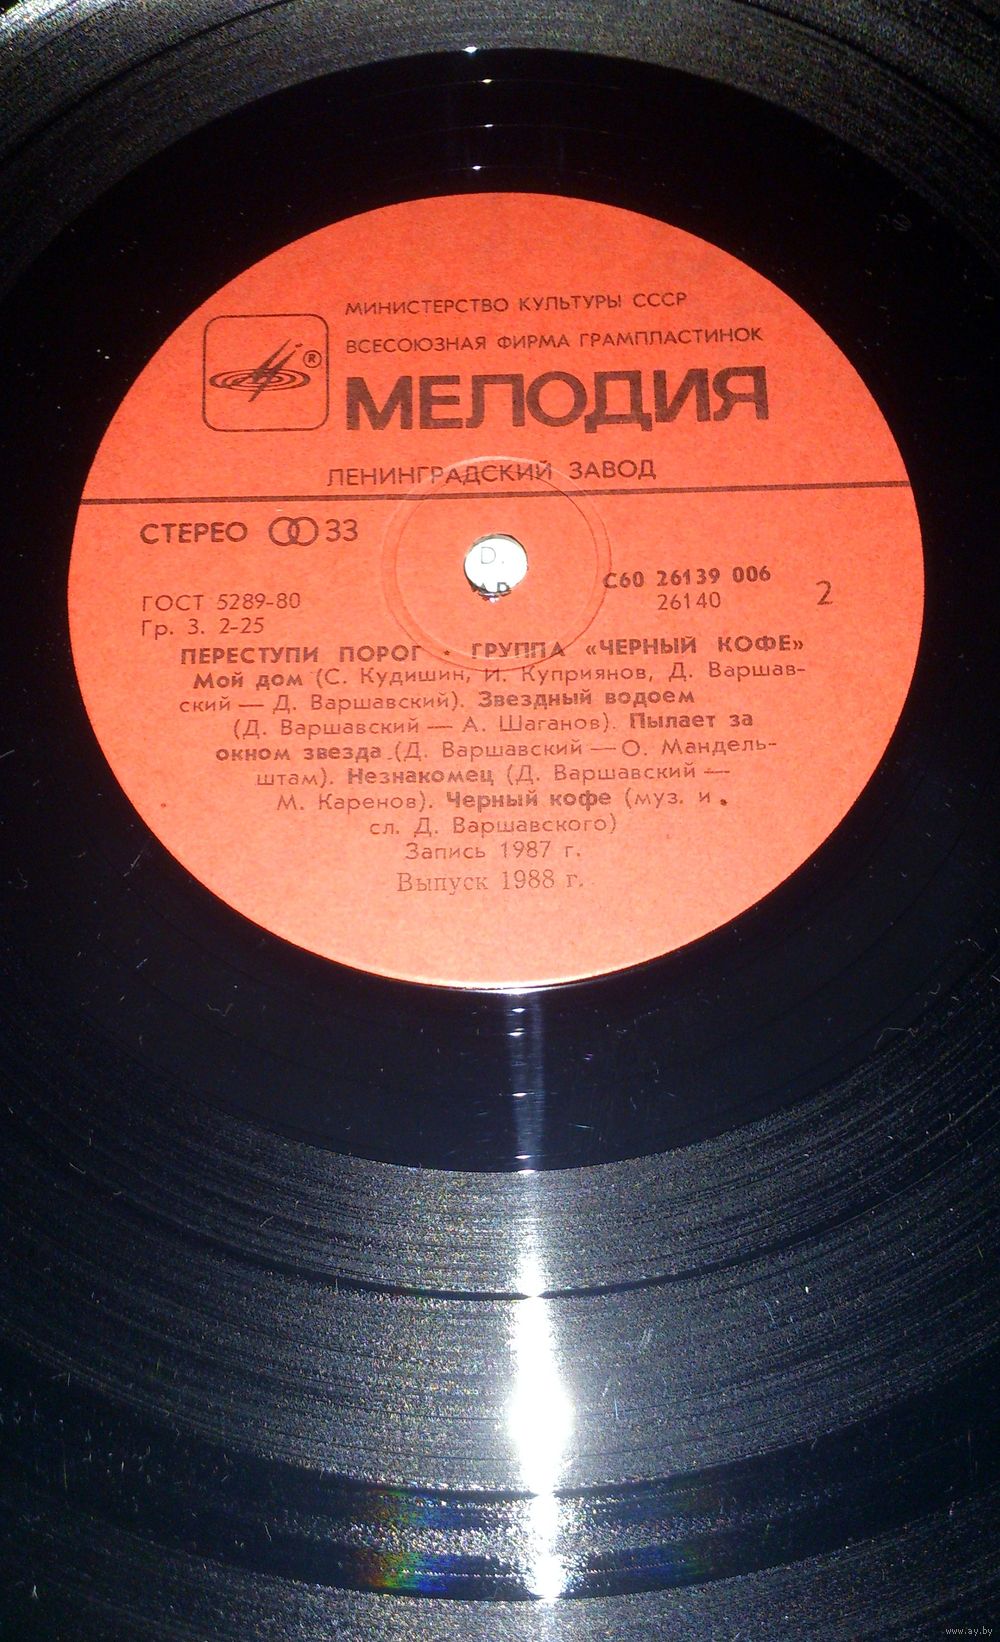 МИНИСТЕРСТВО КУЛЬТУРЫ СССР
ВСЕСОЮЗНАЯ ФИРМА ГРАМПЛАСТИНОК
®
МЕЛОДИЯ
ЛЕНИНГРАДСКИЙ ЗАВОД
СТЕРЕО 33
D.
С60 26139 006
26140
2
ГОСТ 5289-80
Гр. 3. 2-25
ПЕРЕСТУПИ ПОРОГ • ГРУППА «ЧЕРНЫЙ КОФЕ»
Мой дом (С. Кудишин, И. Куприянов, Д. Варшав-
ский — Д. Варшавский). Звездный водоем
(Д. Варшавский — А. Шаганов). Пылает за
окном звезда (Д. Варшавский — О. Мандель-
штам). Незнакомец (Д. Варшавский —
М. Каренов). Черный кофе (муз. и
сл. Д. Варшавского)
Запись 1987 г.
Выпуск 1988 г.
www.ay.by